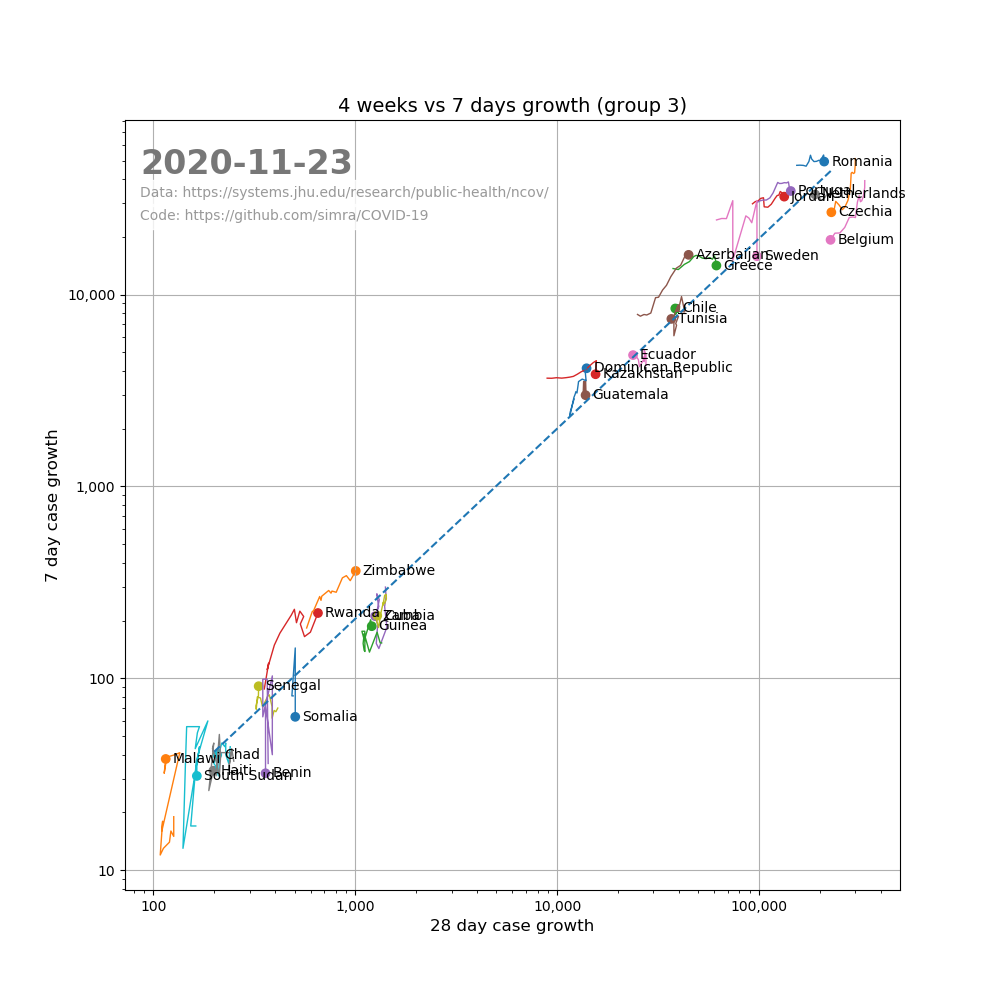 4 weeks vs 7 days growth (group 3)
2020-11-23
Data: https://systems.jhu.edu/research/public-health/ncov/
Code: https://github.com/simra/COVID-19
Romania
Portugal
Netherlands
Jordan
Czechia
Belgium
Azerbaijan
Sweden
Greece
Chile
Tunisia
Ecuador
Dominican Republic
Kazakhstan
Guatemala
Zimbabwe
Rwanda
Cuba
Zambia
Guinea
Senegal
Somalia
Chad
Malawi
Haiti
Benin
South Sudan
10,000
1,000
100
10
7 day case growth
100
1,000
10,000
100,000
28 day case growth